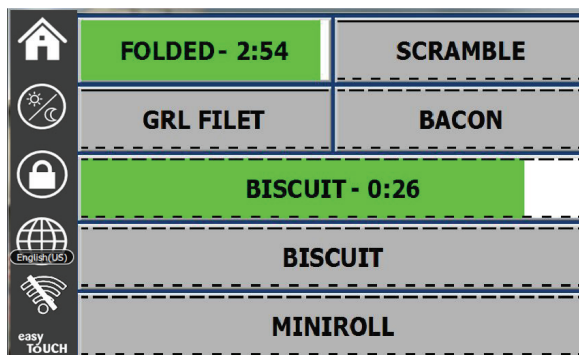 FOLDED - 2:54
SCRAMBLE
GRL FILET
BACON
BISCUIT - 0:26
BISCUIT
MINIROLL
English(US)
easy
TOUCH